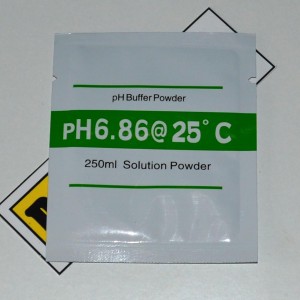 pH Buffer Powder
pH6.86@ 25° C
250ml Solution Powder